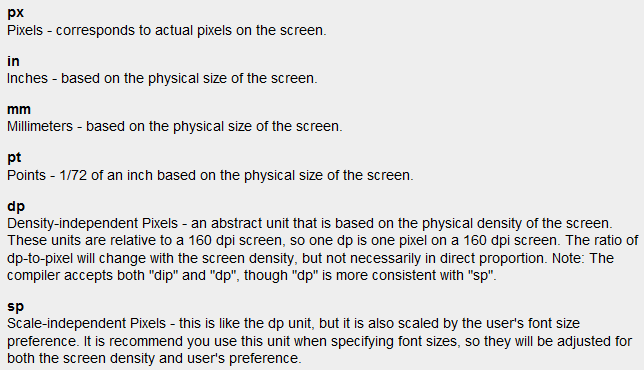 px
Pixels - corresponds to actual pixels on the screen.
in
Inches - based on the physical size of the screen.
mm
Millimeters - based on the physical size of the screen.
pt
Points - 1/72 of an inch based on the physical size of the screen.
dp
Density-independent Pixels - an abstract unit that is based on the physical density of the screen.
These units are relative to a 160 dpi screen, so one dp is one pixel on a 160 dpi screen. The ratio of
dp-to-pixel will change with the screen density, but not necessarily in direct proportion. Note: The
compiler accepts both "dip" and "dp", though "dp" is more consistent with "sp".
sp
Scale-independent Pixels - this is like the dp unit, but it is also scaled by the user's font size
preference. It is recommend you use this unit when specifying font sizes, so they will be adjusted for
both the screen density and user's preference.